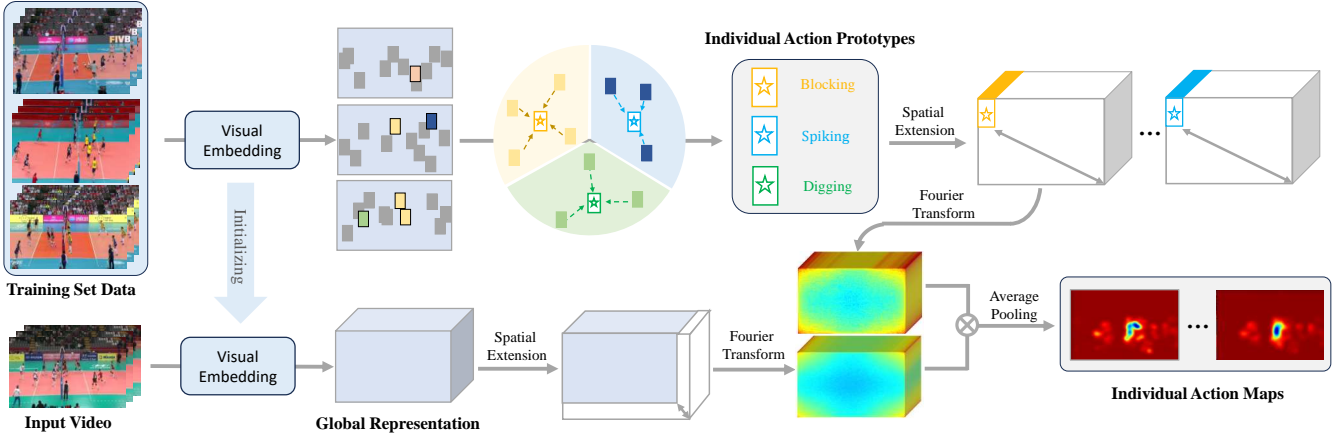 FIVB
Individual Action Prototypes
Visual
Embedding
Blocking
Spiking
Digging
Spatial
Extension
...
Fourier
Transform
Initializing
Training Set Data
Visual
Embedding
Spatial
Extension
Fourier
Transform
Average
Pooling
...
Input Video
Global Representation
Individual Action Maps